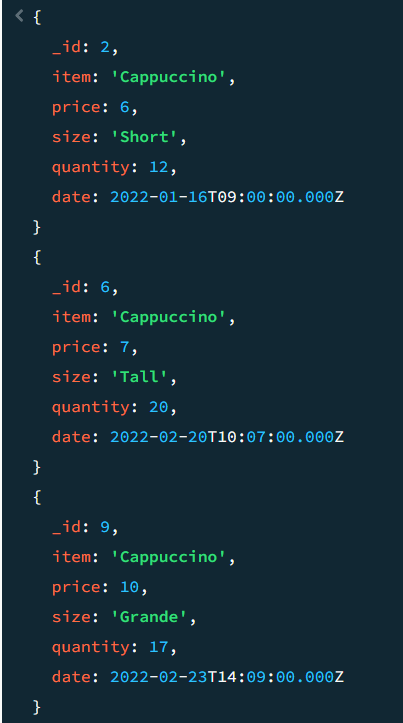 {
_id: 2,
item: 'Cappuccino',
price: 6,
size: 'Short',
quantity: 12,
date: 2022-01-16T09:00:00.000Z
}
{
_id: 6,
item: 'Cappuccino',
price: 7,
size: 'Tall',
quantity: 20,
date: 2022-02-20T10:07:00.000Z
}
{
_id: 9,
item: 'Cappuccino',
price: 10,
size: 'Grande',
quantity: 17,
date: 2022-02-23T14:09:00.000Z
}